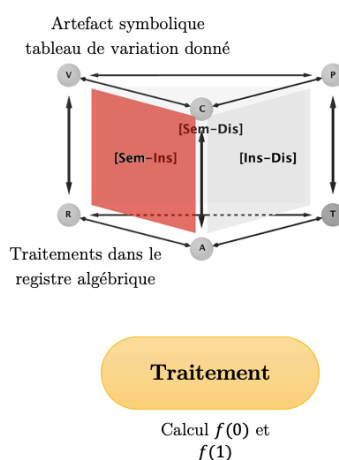 Artefact symbolique
tableau de variation donné
V
P
C
[Sem-Dis]
[Sem-Ins]
[Ins-Dis]
R
T
A
Traitements dans le
registre algébrique
Traitement
Calcul f(0) et
f(1)